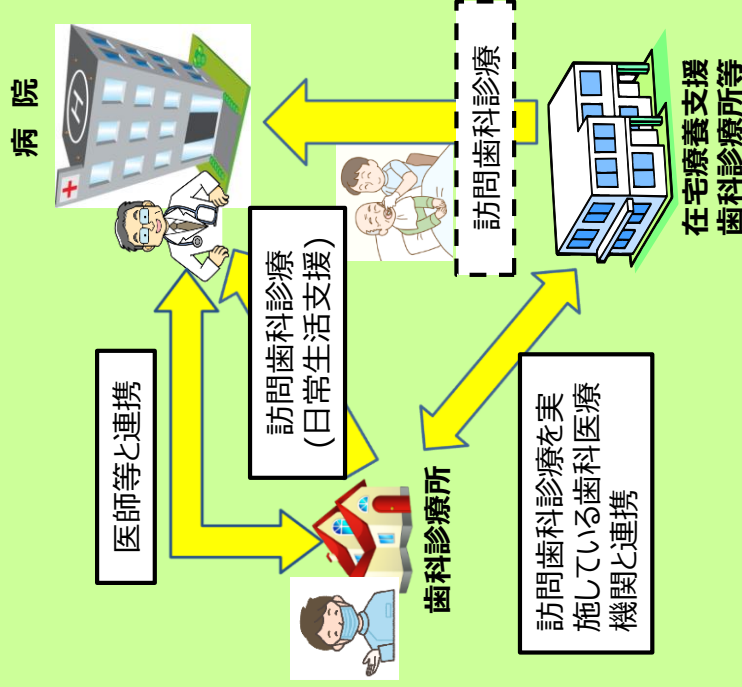 病 院
医師等と連携
訪問歯科診療
(日常生活支援)
訪問歯科診療
歯科診療所
訪問歯科診療を実
施している歯科医療
機関と連携
在宅療養支援
歯科診療所等
H